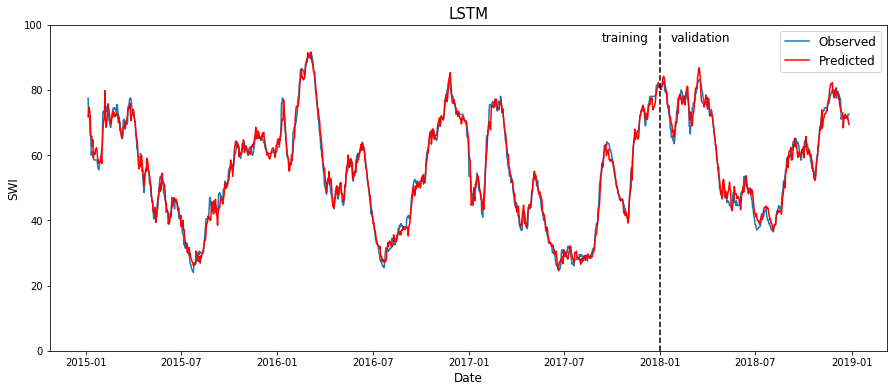 LSTM
training
validation
Observed
Predicted
SWI
100
80
60
40
20
0
2015-01
2015-07
2016-01
2016-07
2017-01
2017-07
2018-01
2018-07
2019-01
Date